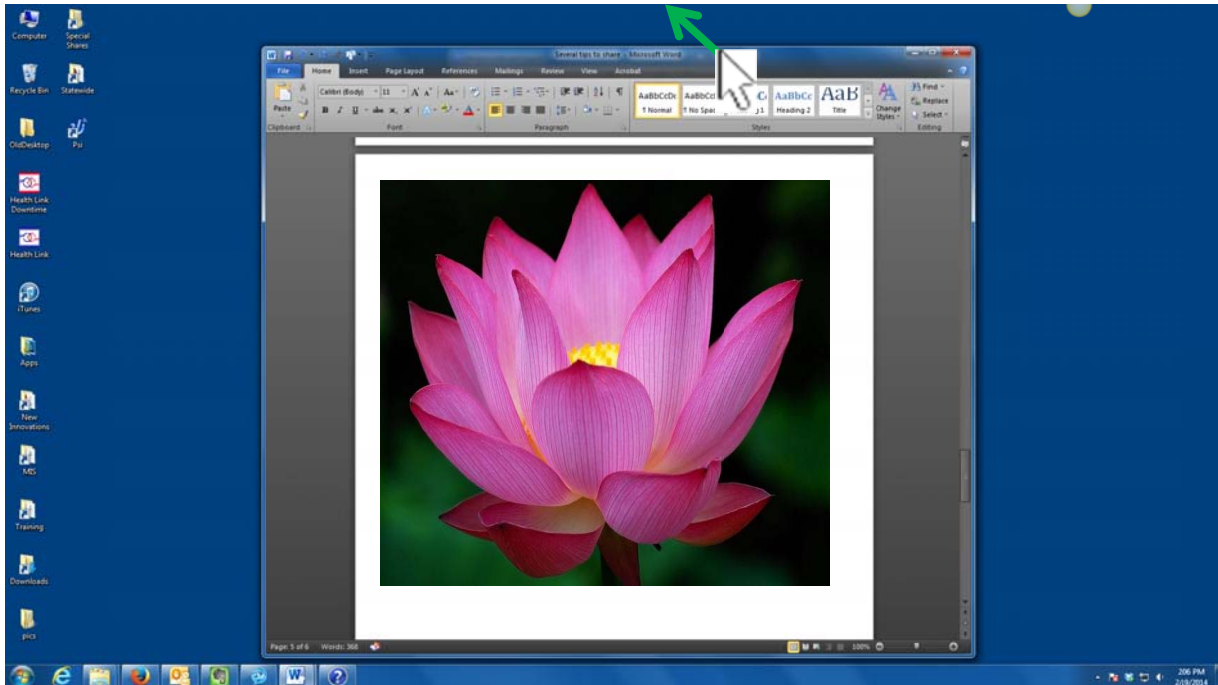 Computer
Special
Shares
Recycle Bin
Statewide
OldDesktop
Psi
Health Link
Downtime
Health Link
iTunes
Apps
New
Innovations
MIS
Training
Downloads
pics
Several tips to share - Microsoft Word
File Home Insert Page Layout References Mailings Review View Acrobat
Paste
Clipboard
Calibri (Body) 11
Font
Paragraph
AaBbCcDc
¶ Normal
¶ No Spac
AaBbCc
Heading 2
AaB
Title
Styles
Change
Styles
Find
Replace
Select
Editing
Page: 5 of 6 Words: 368
100%
2:06 PM
2/19/2014